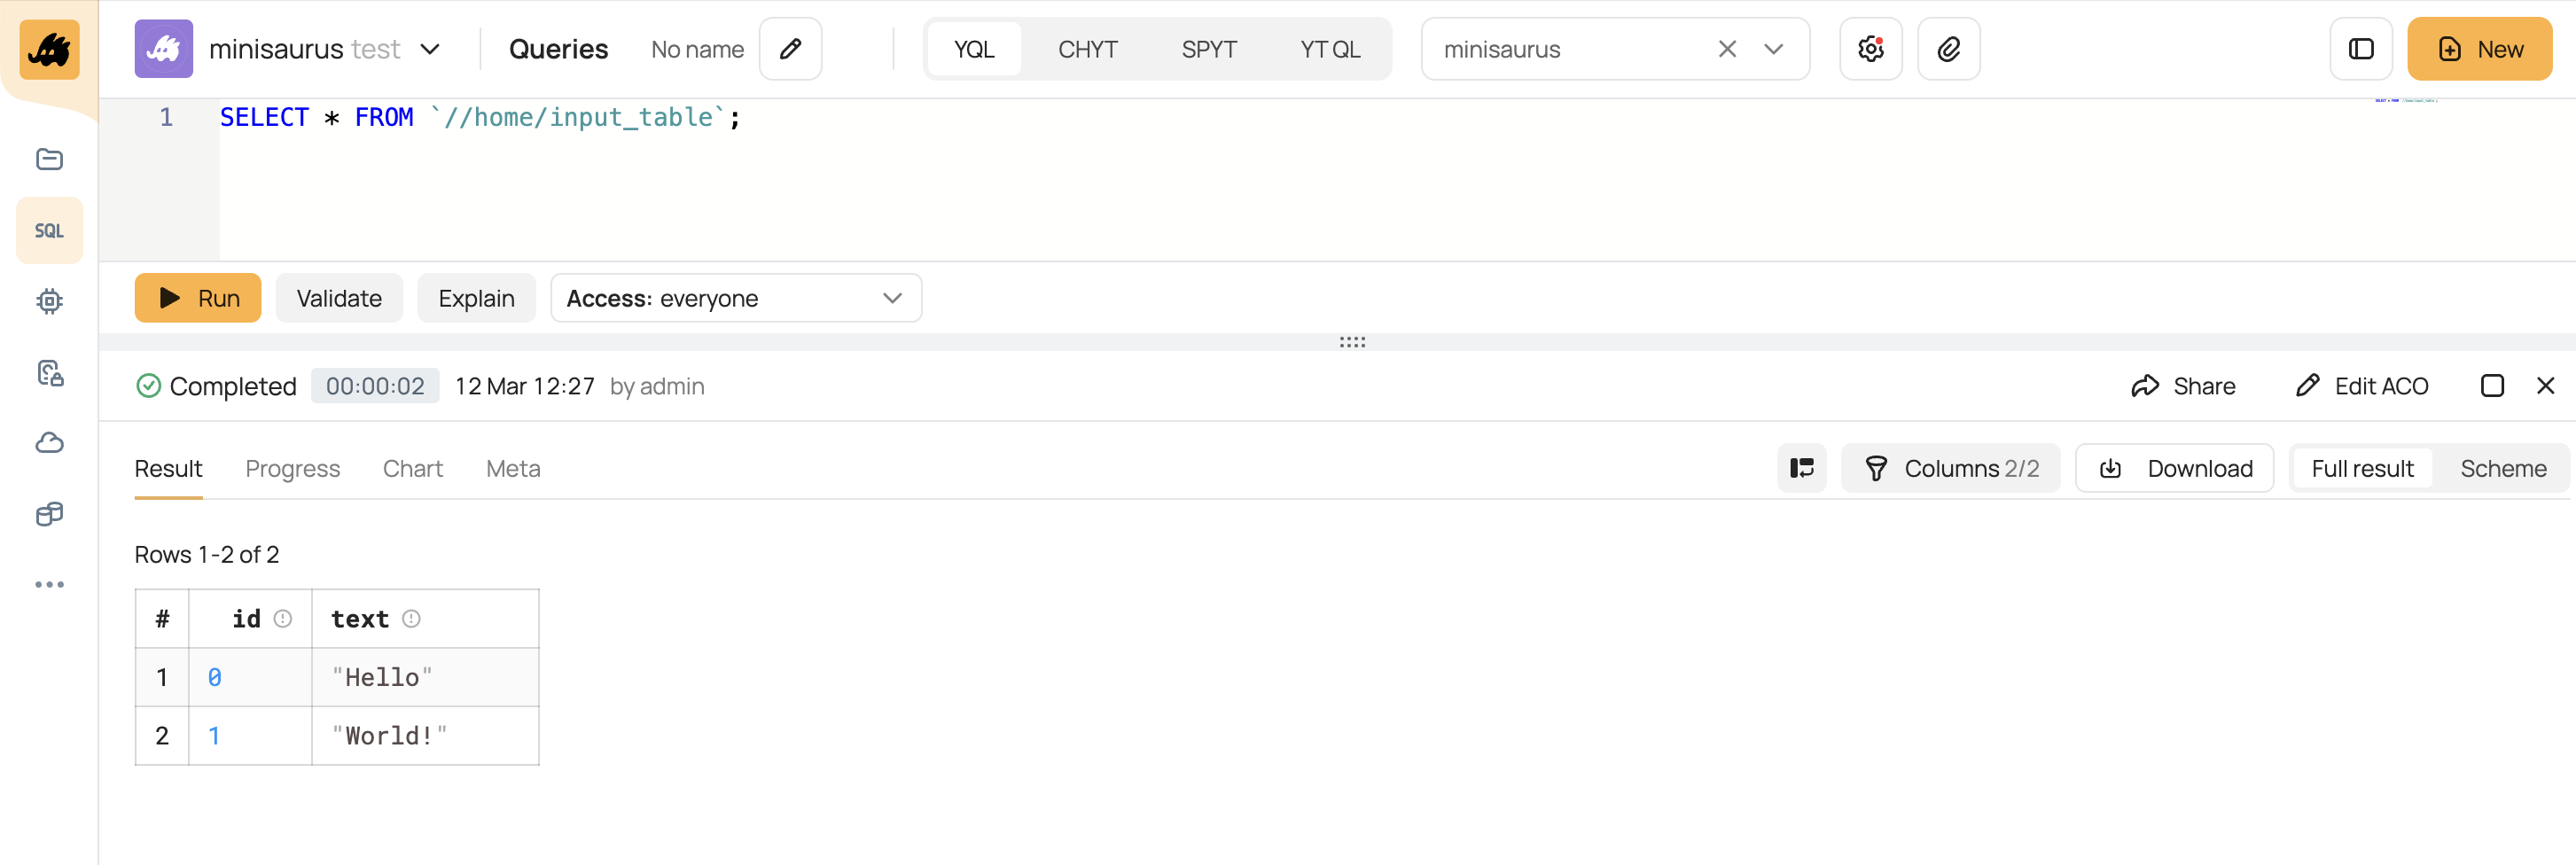 minisaurus test Queries No name YQL CHYT SPYT YT QL minisaurus New
1 SELECT * FROM `//home/input_table`;
SQL
Run Validate Explain Access: everyone
Completed 00:00:02 12 Mar 12:27 by admin Share Edit ACO
Result Progress Chart Meta Columns 2/2 Download Full result Scheme
Rows 1-2 of 2
# id text
1 0 "Hello"
2 1 "World!"